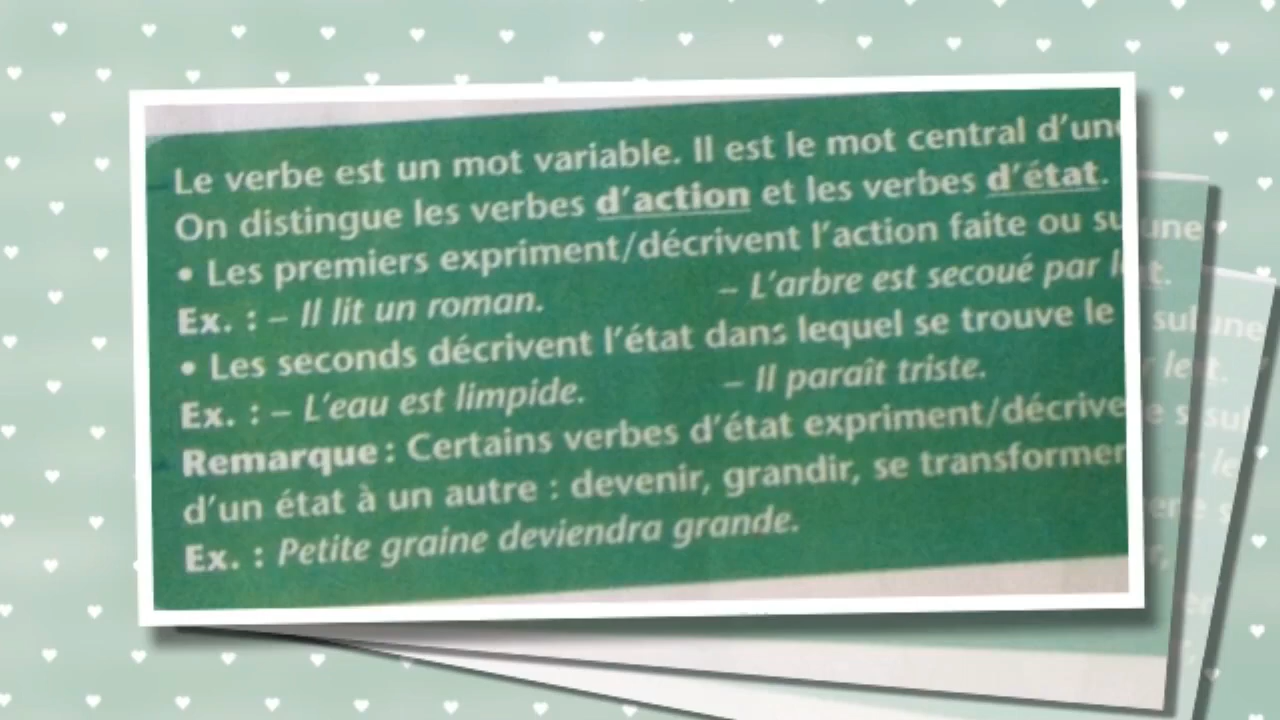 Le verbe est un mot variable. Il est le mot central d'une
On distingue les verbes d'action et les verbes d'état.
• Les premiers expriment/décrivent l'action faite ou su
Ex. : – Il lit un roman. – L'arbre est secoué par l
• Les seconds décrivent l'état dans lequel se trouve le
Ex. : – L'eau est limpide. – Il paraît triste.
Remarque : Certains verbes d'état expriment/décrive
d'un état à un autre : devenir, grandir, se transformer
Ex. : Petite graine deviendra grande.